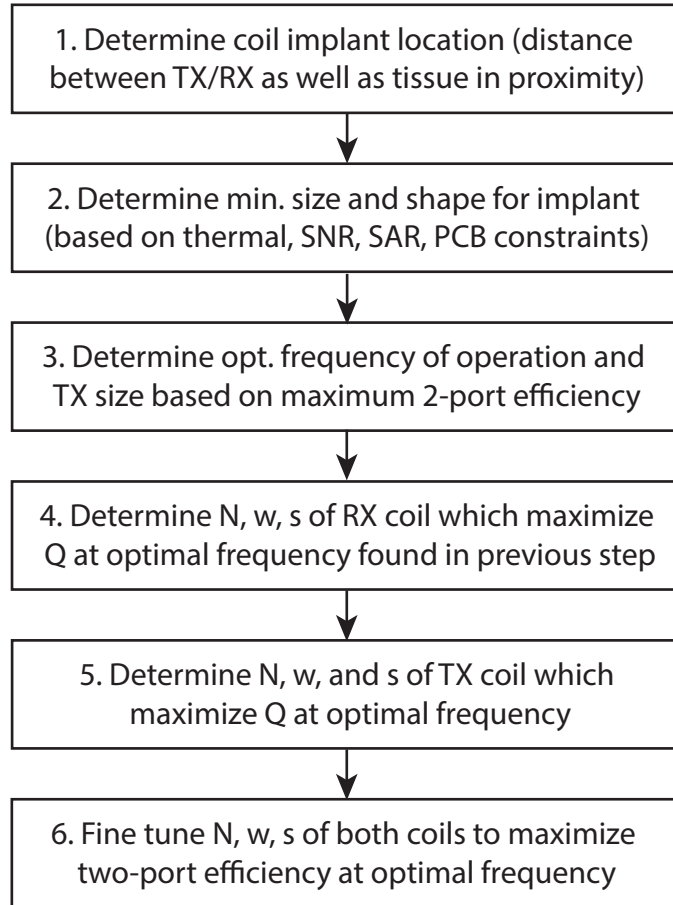 1. Determine coil implant location (distance
between TX/RX as well as tissue in proximity)
2. Determine min. size and shape for implant
(based on thermal, SNR, SAR, PCB constraints)
3. Determine opt. frequency of operation and
TX size based on maximum 2-port efficiency
4. Determine N, w, s of RX coil which maximize
Q at optimal frequency found in previous step
5. Determine N, w, and s of TX coil which
maximize Q at optimal frequency
6. Fine tune N, w, s of both coils to maximize
two-port efficiency at optimal frequency